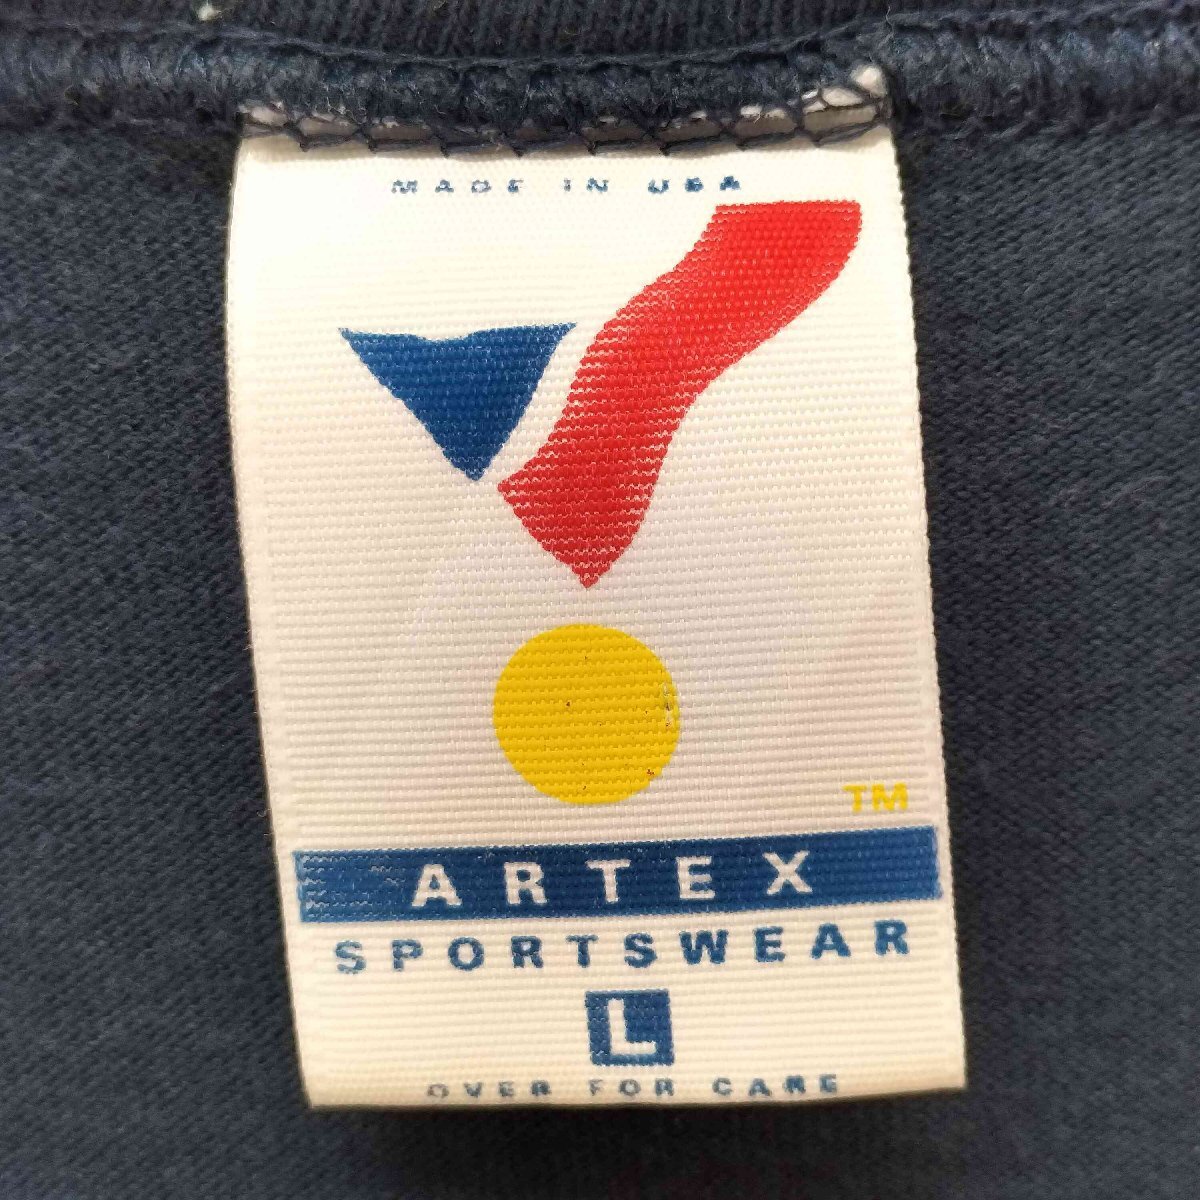 MADE IN USA
TM
ARTEX
SPORTSWEAR
L
OVER FOR CARE